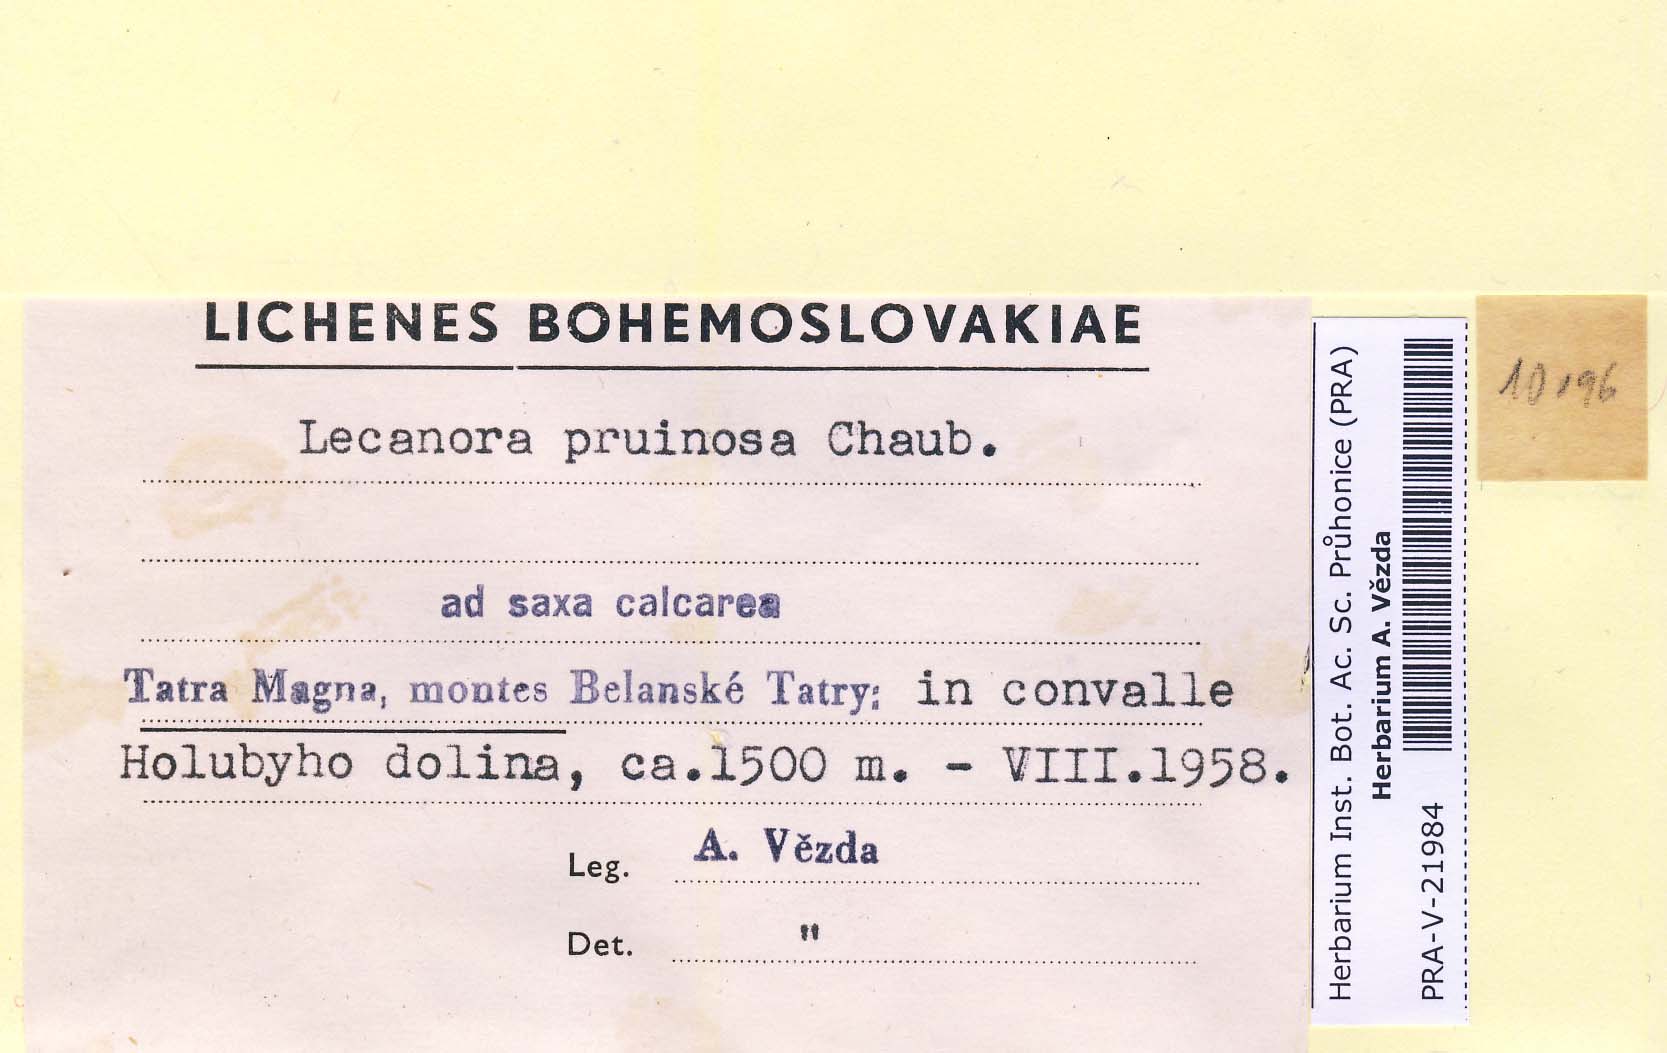 LICHENES BOHEMOSLOVAKIAE
Lecanora pruinosa Chaub.
ad saxa calcarea
Tatra Magna, montes Belanské Tatry: in convalle
Holubyho dolina, ca.1500 m. - VIII.1958.
Leg. A. Vězda
Det. "
Herbarium Inst. Bot. Ac. Sc. Průhonice (PRA)
Herbarium A. Vězda
PRA-V-21984